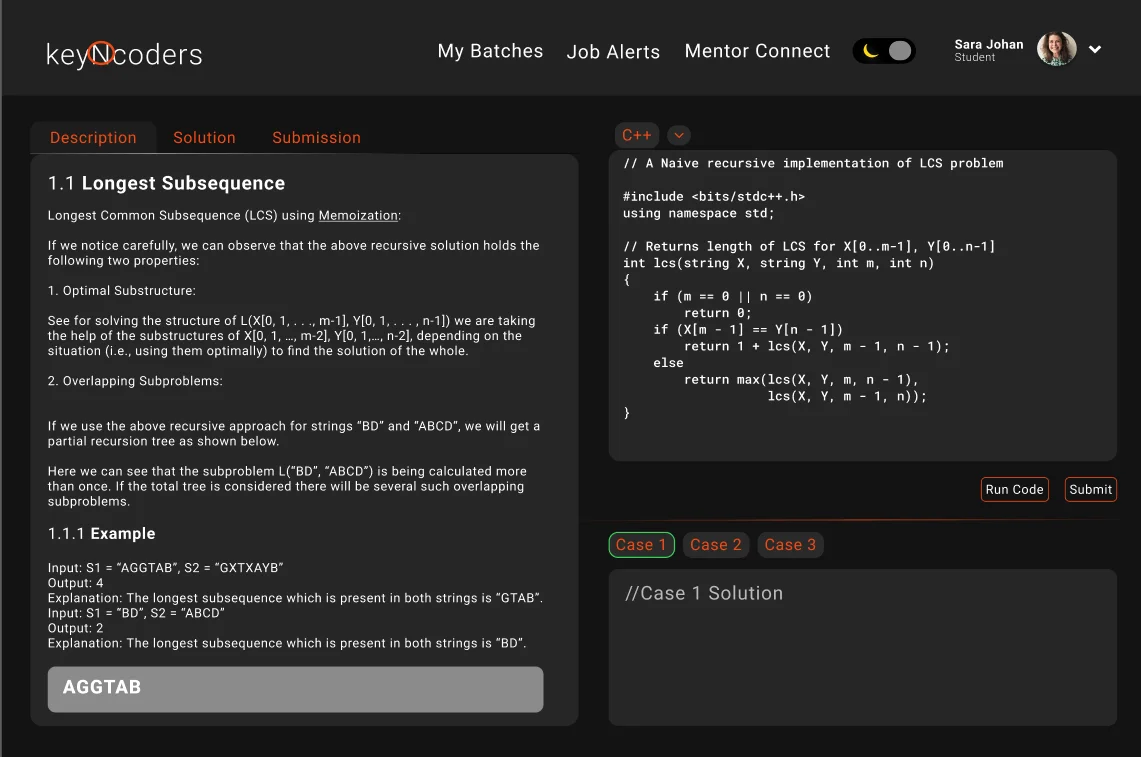 keyNcoders
My Batches
Job Alerts
Mentor Connect
Sara Johan
Student
Description
Solution
Submission
1.1 Longest Subsequence
Longest Common Subsequence (LCS) using Memoization:
If we notice carefully, we can observe that the above recursive solution holds the
following two properties:
1. Optimal Substructure:
See for solving the structure of L(X[0, 1, . . ., m-1], Y[0, 1, . . . , n-1]) we are taking
the help of the substructures of X[0, 1, …, m-2], Y[0, 1,…, n-2], depending on the
situation (i.e., using them optimally) to find the solution of the whole.
2. Overlapping Subproblems:
If we use the above recursive approach for strings “BD” and “ABCD”, we will get a
partial recursion tree as shown below.
Here we can see that the subproblem L(”BD”, “ABCD”) is being calculated more
than once. If the total tree is considered there will be several such overlapping
subproblems.
1.1.1 Example
Input: S1 = “AGGTAB”, S2 = “GXTXAYB”
Output: 4
Explanation: The longest subsequence which is present in both strings is “GTAB”.
Input: S1 = ”BD”, S2 = “ABCD”
Output: 2
Explanation: The longest subsequence which is present in both strings is “BD”.
AGGTAB
C++
// A Naive recursive implementation of LCS problem
#include <bits/stdc++.h>
using namespace std;
// Returns length of LCS for X[0..m-1], Y[0..n-1]
int lcs(string X, string Y, int m, int n)
{
    if (m == 0 || n == 0)
        return 0;
    if (X[m - 1] == Y[n - 1])
        return 1 + lcs(X, Y, m - 1, n - 1);
    else
        return max(lcs(X, Y, m, n - 1),
                   lcs(X, Y, m - 1, n));
}
Run Code
Submit
Case 1
Case 2
Case 3
//Case 1 Solution